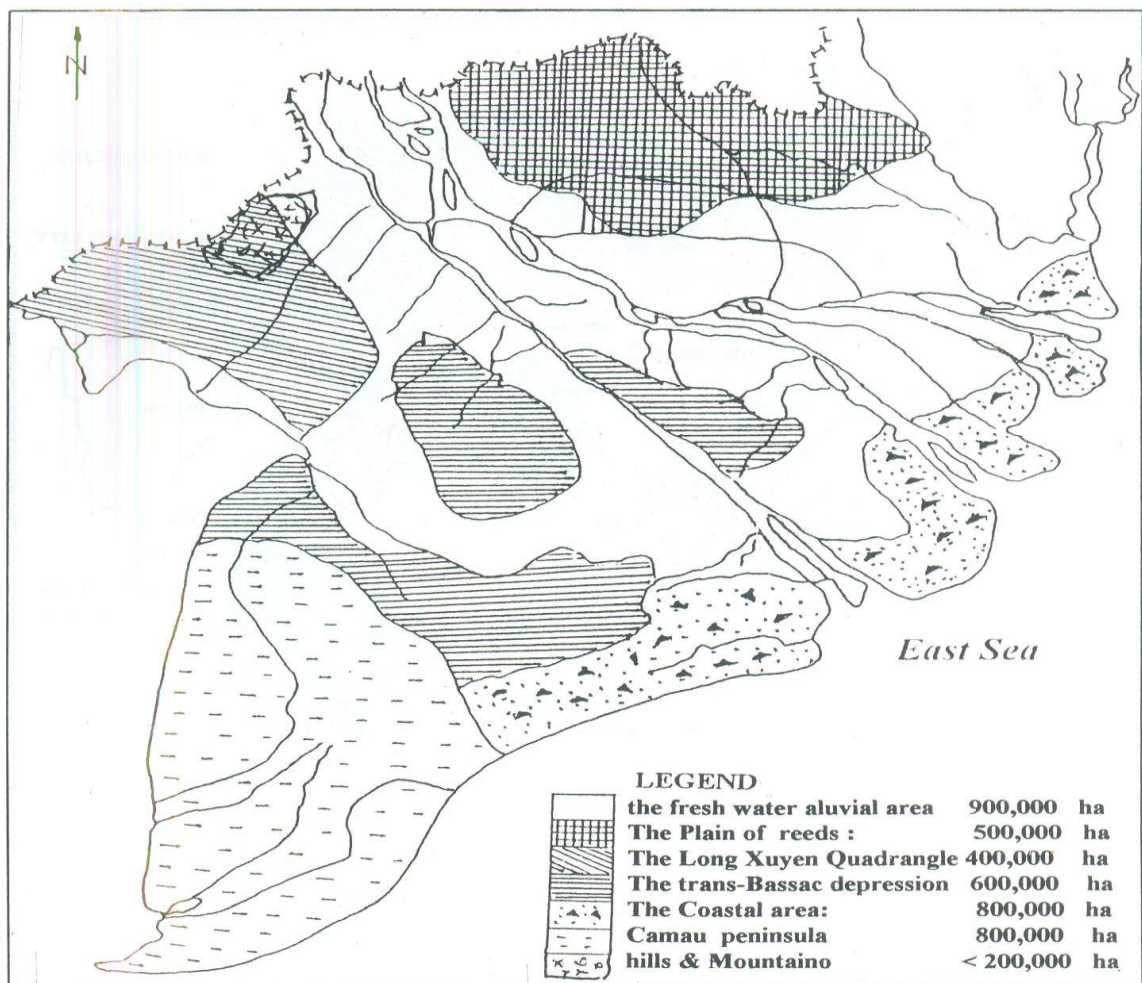 N
East Sea
LEGEND
the fresh water aluvial area 900,000 ha
The Plain of reeds : 500,000 ha
The Long Xuyen Quadrangle 400,000 ha
The trans-Bassac depression 600,000 ha
The Coastal area: 800,000 ha
Camau peninsula 800,000 ha
hills & Mountaino < 200,000 ha